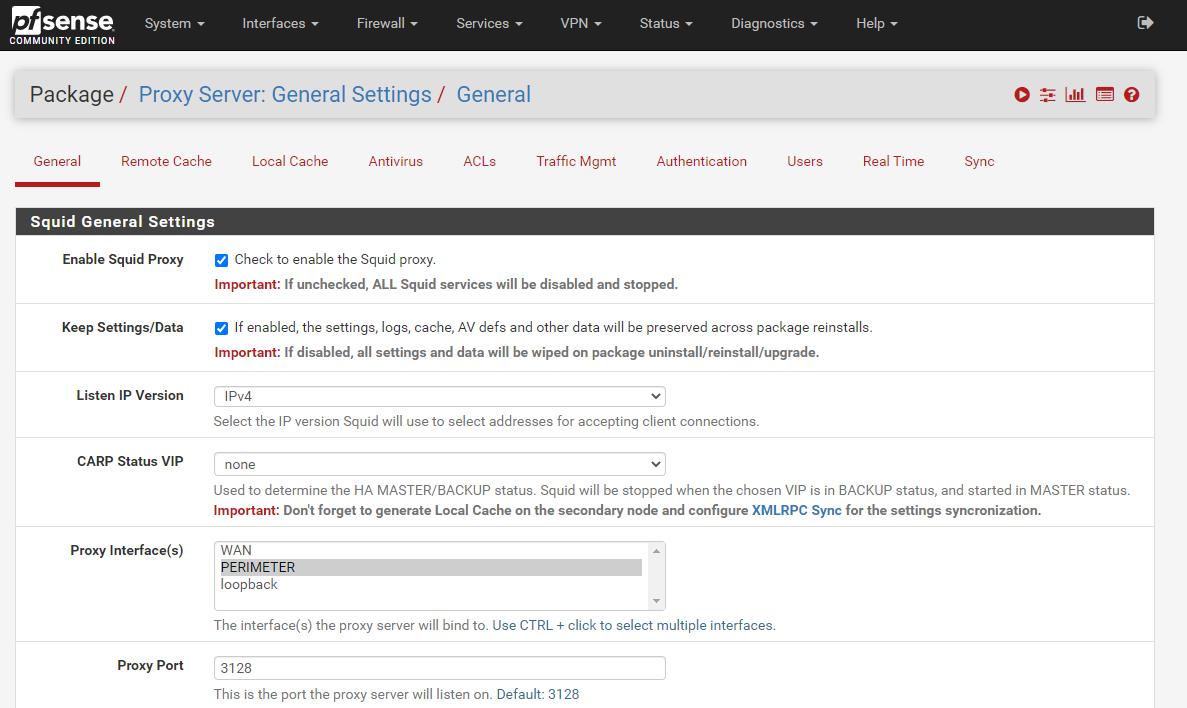 pfsense
COMMUNITY EDITION
System Interfaces Firewall Services VPN Status Diagnostics Help
Package / Proxy Server: General Settings / General
General Remote Cache Local Cache Antivirus ACLs Traffic Mgmt Authentication Users Real Time Sync
Squid General Settings
Enable Squid Proxy Check to enable the Squid proxy.
Important: If unchecked, ALL Squid services will be disabled and stopped.
Keep Settings/Data If enabled, the settings, logs, cache, AV defs and other data will be preserved across package reinstalls.
Important: If disabled, all settings and data will be wiped on package uninstall/reinstall/upgrade.
Listen IP Version IPv4
Select the IP version Squid will use to select addresses for accepting client connections.
CARP Status VIP none
Used to determine the HA MASTER/BACKUP status. Squid will be stopped when the chosen VIP is in BACKUP status, and started in MASTER status.
Important: Don't forget to generate Local Cache on the secondary node and configure XMLRPC Sync for the settings syncronization.
Proxy Interface(s) WAN
PERIMETER
loopback
The interface(s) the proxy server will bind to. Use CTRL + click to select multiple interfaces.
Proxy Port 3128
This is the port the proxy server will listen on. Default: 3128